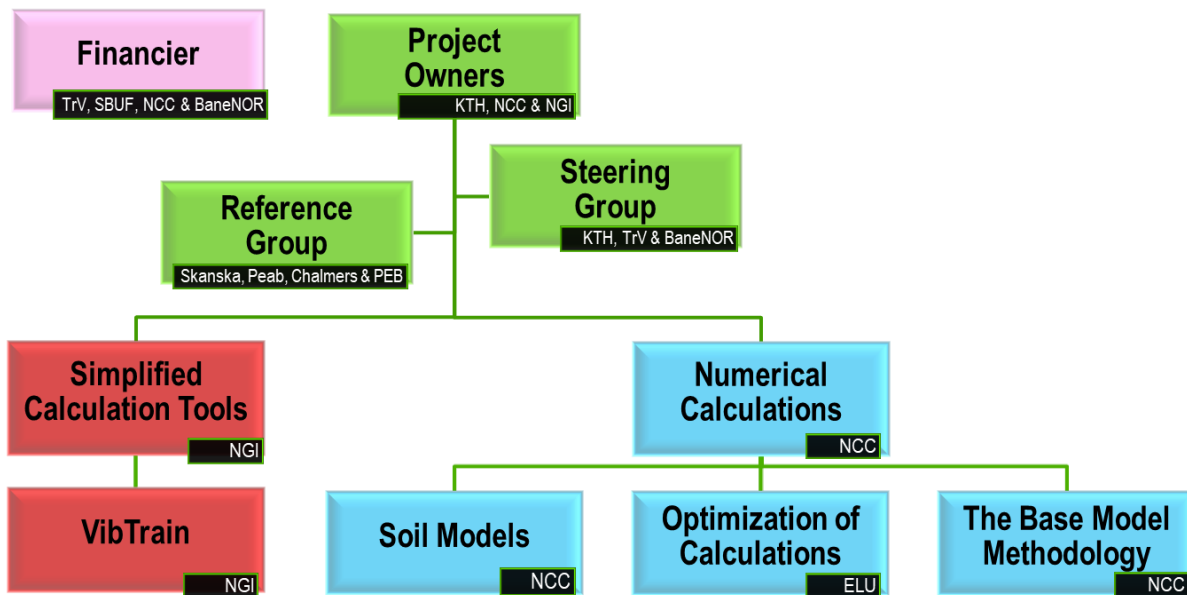 Financier
TrV, SBUF, NCC & BaneNOR
Project
Owners
KTH, NCC & NGI
Steering
Group
KTH, TrV & BaneNOR
Reference
Group
Skanska, Peab, Chalmers & PEB
Simplified
Calculation Tools
NGI
Numerical
Calculations
NCC
VibTrain
NGI
Soil Models
NCC
Optimization of
Calculations
ELU
The Base Model
Methodology
NCC